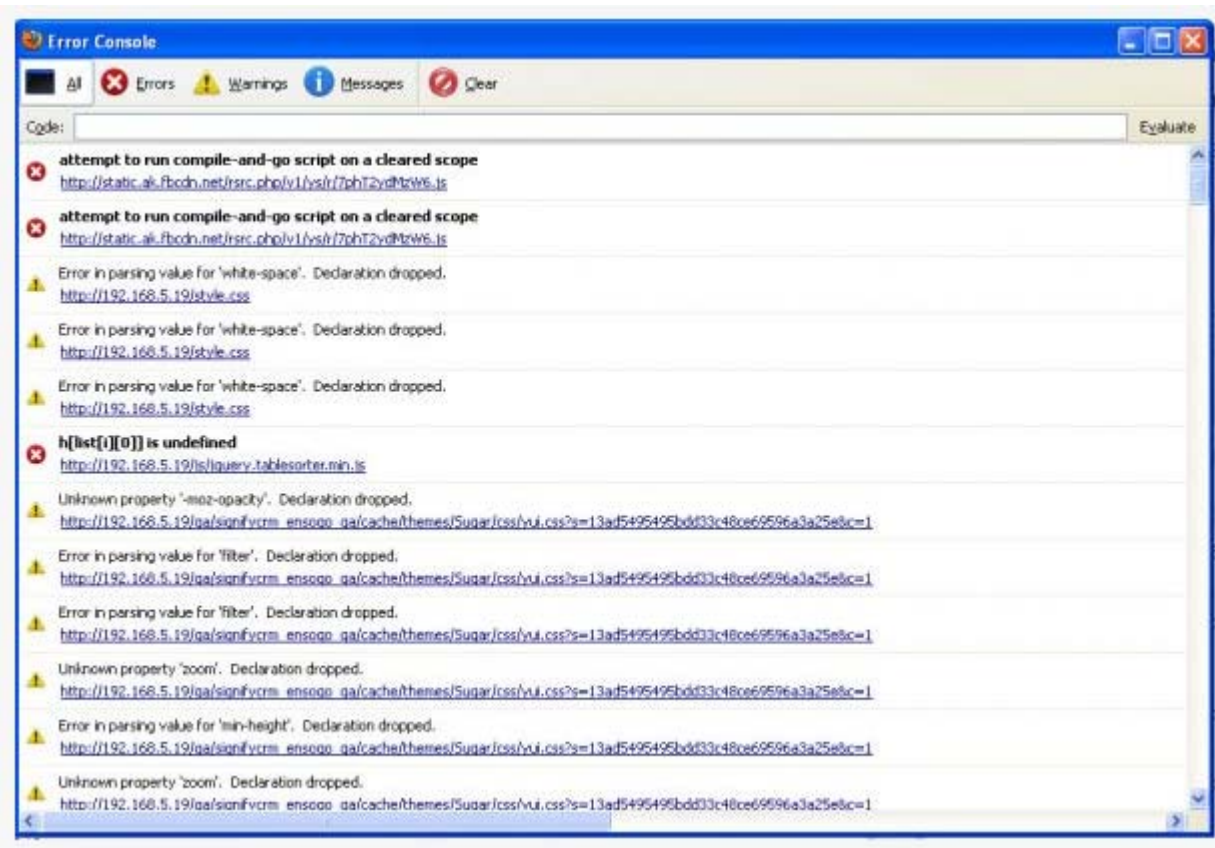 Error Console
All Errors Warnings Messages Clear
Code: Evaluate
attempt to run compile-and-go script on a cleared scope
http://static.ak.fbcdn.net/rsrc.php/v1/ys/r/7phT2ydMzW6.js
attempt to run compile-and-go script on a cleared scope
http://static.ak.fbcdn.net/rsrc.php/v1/ys/r/7phT2ydMzW6.js
Error in parsing value for 'white-space'. Declaration dropped.
http://192.168.5.19/style.css
Error in parsing value for 'white-space'. Declaration dropped.
http://192.168.5.19/style.css
Error in parsing value for 'white-space'. Declaration dropped.
http://192.168.5.19/style.css
h[list[i][0]] is undefined
http://192.168.5.19/js/jquery.tablesorter.min.js
Unknown property '-moz-opacity'. Declaration dropped.
http://192.168.5.19/qa/signifycrm_ensogo_qa/cache/themes/Sugar/css/yui.css?s=13ad5495495bdd33c48ce69596a3a25e&c=1
Error in parsing value for 'filter'. Declaration dropped.
http://192.168.5.19/qa/signifycrm_ensogo_qa/cache/themes/Sugar/css/yui.css?s=13ad5495495bdd33c48ce69596a3a25e&c=1
Error in parsing value for 'filter'. Declaration dropped.
http://192.168.5.19/qa/signifycrm_ensogo_qa/cache/themes/Sugar/css/yui.css?s=13ad5495495bdd33c48ce69596a3a25e&c=1
Unknown property 'zoom'. Declaration dropped.
http://192.168.5.19/qa/signifycrm_ensogo_qa/cache/themes/Sugar/css/yui.css?s=13ad5495495bdd33c48ce69596a3a25e&c=1
Error in parsing value for 'min-height'. Declaration dropped.
http://192.168.5.19/qa/signifycrm_ensogo_qa/cache/themes/Sugar/css/yui.css?s=13ad5495495bdd33c48ce69596a3a25e&c=1
Unknown property 'zoom'. Declaration dropped.
http://192.168.5.19/qa/signifycrm_ensogo_qa/cache/themes/Sugar/css/yui.css?s=13ad5495495bdd33c48ce69596a3a25e&c=1